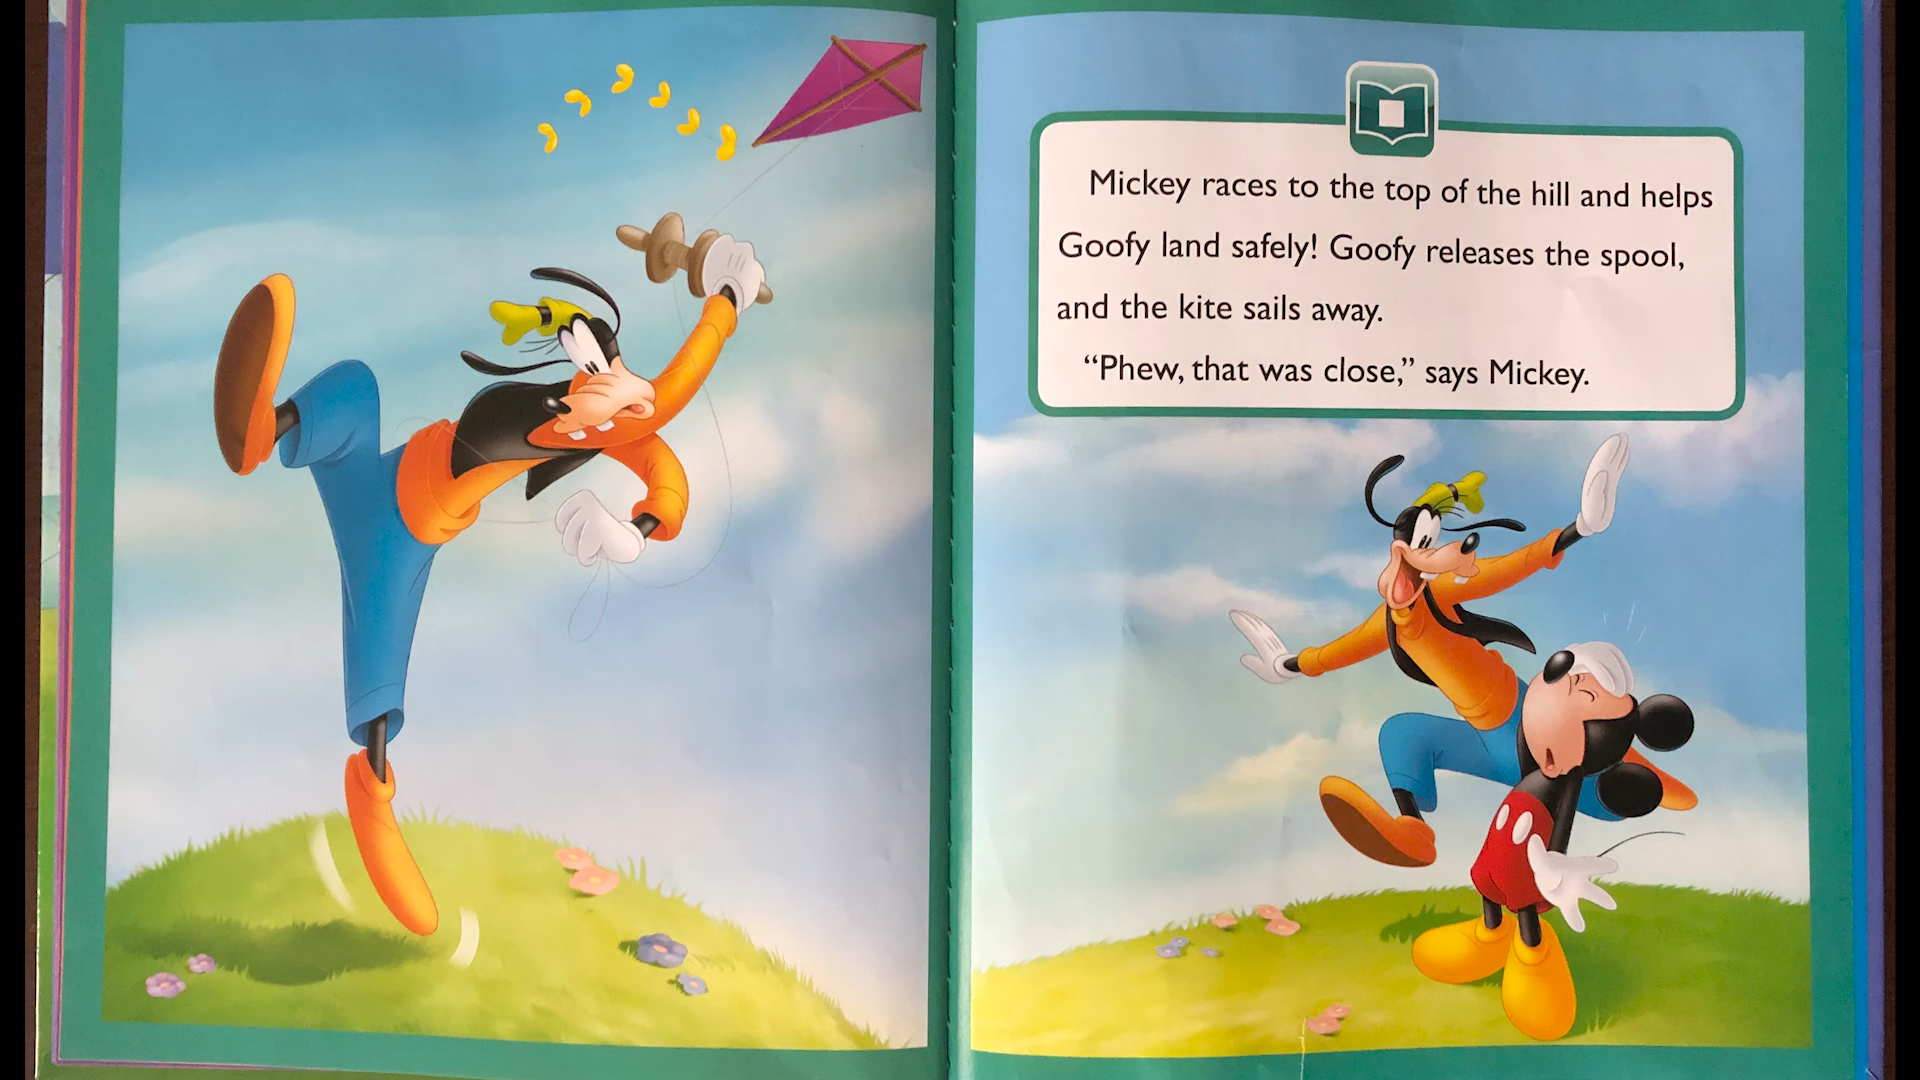 Mickey races to the top of the hill and helps
Goofy land safely! Goofy releases the spool,
and the kite sails away.
“Phew, that was close,” says Mickey.